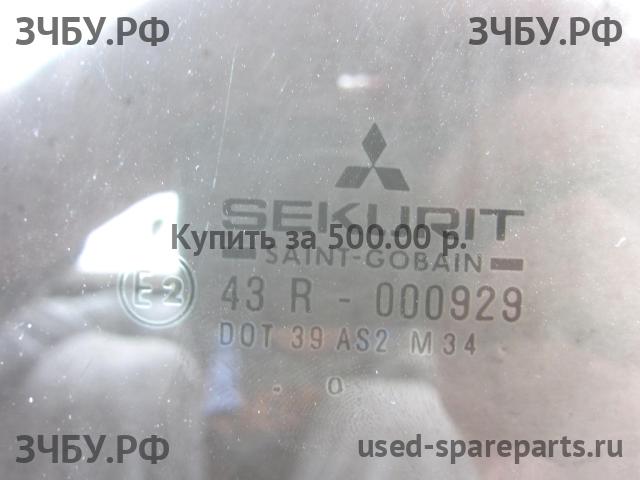 ЗЧБУ.РФ ЗЧБУ.РФ
SEKURIT
Купить за 500.00 р.
SAINT-GOBAIN
E2 43 R - 000929
DOT 39 AS2 M34
. 0
ЗЧБУ.РФ used-spareparts.ru